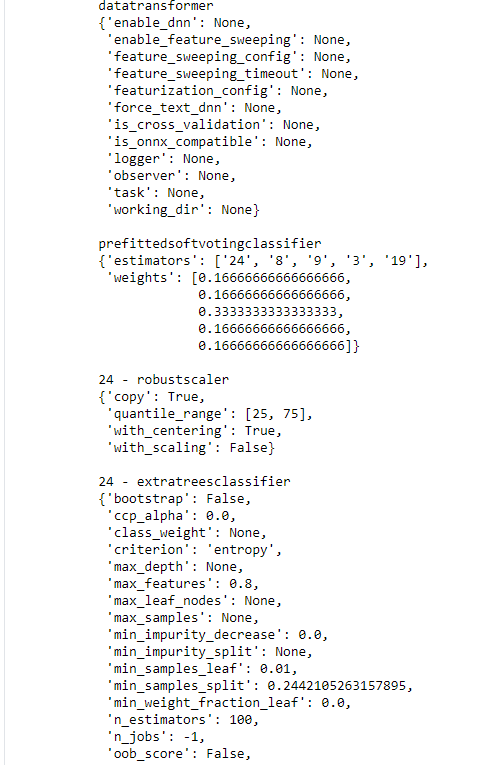 datatransformer
{'enable_dnn': None,
 'enable_feature_sweeping': None,
 'feature_sweeping_config': None,
 'feature_sweeping_timeout': None,
 'featurization_config': None,
 'force_text_dnn': None,
 'is_cross_validation': None,
 'is_onnx_compatible': None,
 'logger': None,
 'observer': None,
 'task': None,
 'working_dir': None}

prefittedsoftvotingclassifier
{'estimators': ['24', '8', '9', '3', '19'],
 'weights': [0.16666666666666666,
             0.16666666666666666,
             0.3333333333333333,
             0.16666666666666666,
             0.16666666666666666]}

24 - robustscaler
{'copy': True,
 'quantile_range': [25, 75],
 'with_centering': True,
 'with_scaling': False}

24 - extratreesclassifier
{'bootstrap': False,
 'ccp_alpha': 0.0,
 'class_weight': None,
 'criterion': 'entropy',
 'max_depth': None,
 'max_features': 0.8,
 'max_leaf_nodes': None,
 'max_samples': None,
 'min_impurity_decrease': 0.0,
 'min_impurity_split': None,
 'min_samples_leaf': 0.01,
 'min_samples_split': 0.2442105263157895,
 'min_weight_fraction_leaf': 0.0,
 'n_estimators': 100,
 'n_jobs': -1,
 'oob_score': False,